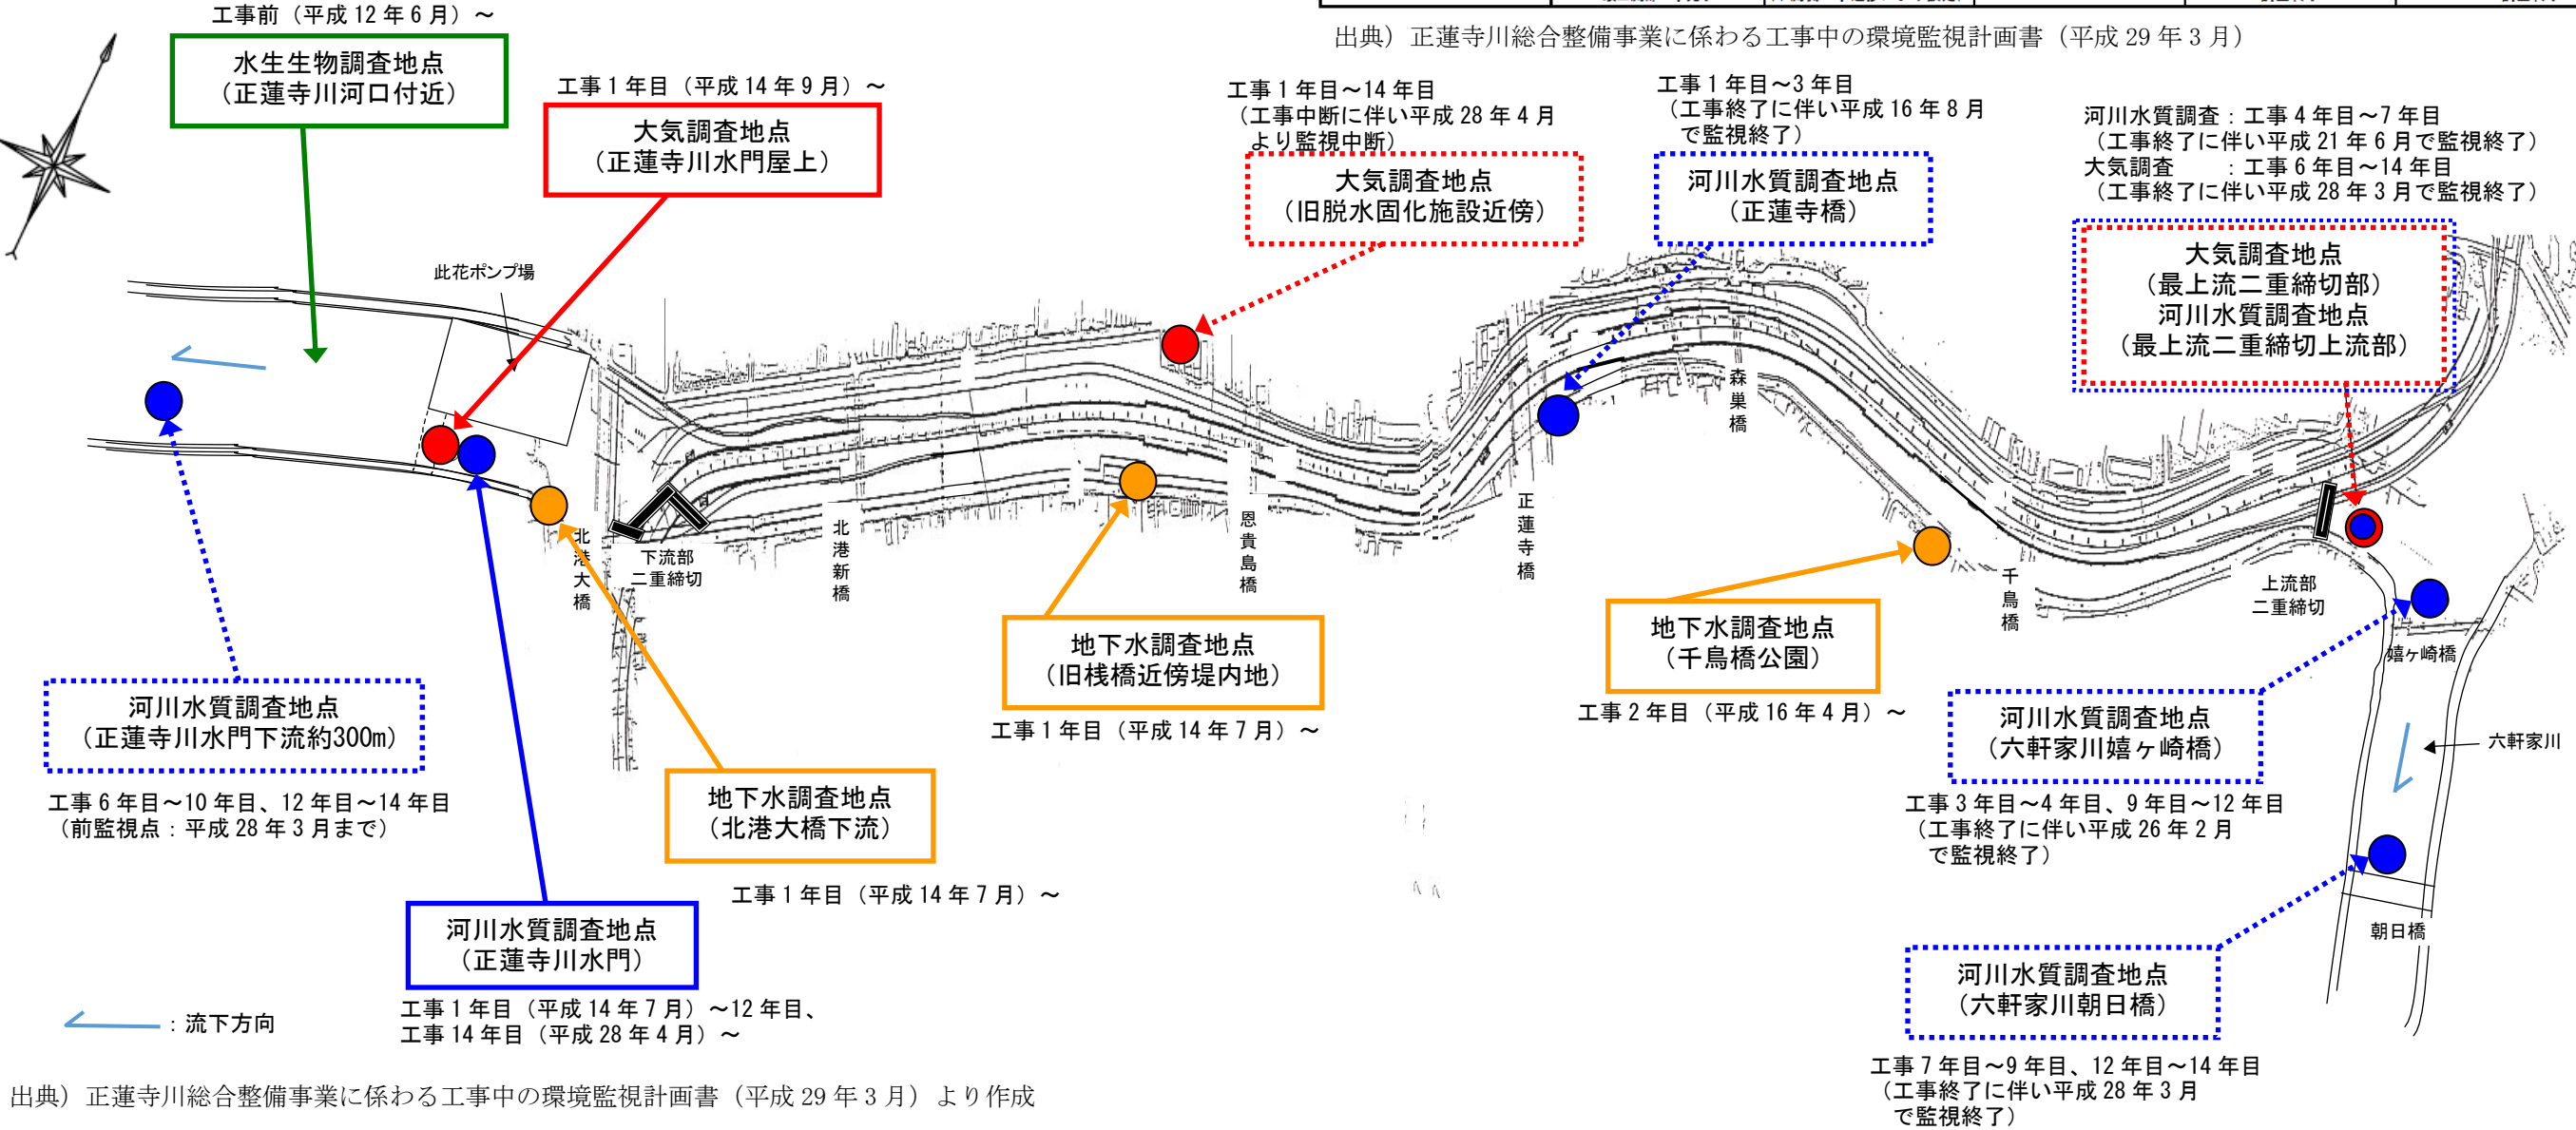 工事前（平成 12 年 6 月）～
水生生物調査地点
（正蓮寺川河口付近）
工事 1 年目（平成 14 年 9 月）～
大気調査地点
（正蓮寺川水門屋上）
出典）正蓮寺川総合整備事業に係わる工事中の環境監視計画書（平成 29 年 3 月）
工事 1 年目～14 年目
（工事中断に伴い平成 28 年 4 月
より監視中断）
大気調査地点
（旧脱水固化施設近傍）
工事 1 年目～3 年目
（工事終了に伴い平成 16 年 8 月
で監視終了）
河川水質調査地点
（正蓮寺橋）
河川水質調査：工事 4 年目～7 年目
（工事終了に伴い平成 21 年 6 月で監視終了）
大気調査　　：工事 6 年目～14 年目
（工事終了に伴い平成 28 年 3 月で監視終了）
大気調査地点
（最上流二重締切部）
河川水質調査地点
（最上流二重締切上流部）
此花ポンプ場
北港大橋
下流部
二重締切
北港新橋
恩貴島橋
正蓮寺橋
森巣橋
千鳥橋
上流部
二重締切
嬉ヶ崎橋
六軒家川
朝日橋
河川水質調査地点
（正蓮寺川水門下流約300m）
工事 6 年目～10 年目、12 年目～14 年目
（前監視点：平成 28 年 3 月まで）
河川水質調査地点
（正蓮寺川水門）
工事 1 年目（平成 14 年 7 月）～12 年目、
工事 14 年目（平成 28 年 4 月）～
地下水調査地点
（北港大橋下流）
工事 1 年目（平成 14 年 7 月）～
地下水調査地点
（旧桟橋近傍堤内地）
工事 1 年目（平成 14 年 7 月）～
地下水調査地点
（千鳥橋公園）
工事 2 年目（平成 16 年 4 月）～
河川水質調査地点
（六軒家川嬉ヶ崎橋）
工事 3 年目～4 年目、9 年目～12 年目
（工事終了に伴い平成 26 年 2 月
で監視終了）
河川水質調査地点
（六軒家川朝日橋）
工事 7 年目～9 年目、12 年目～14 年目
（工事終了に伴い平成 28 年 3 月
で監視終了）
：流下方向
出典）正蓮寺川総合整備事業に係わる工事中の環境監視計画書（平成 29 年 3 月）より作成